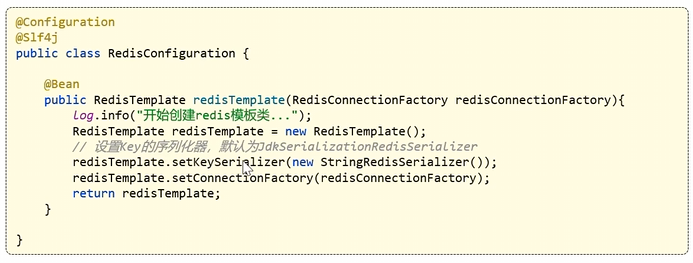 @Configuration
@Slf4j
public class RedisConfiguration {
@Bean
public RedisTemplate redisTemplate(RedisConnectionFactory redisConnectionFactory){
log.info("开始创建redis模板类...");
RedisTemplate redisTemplate = new RedisTemplate();
// 设置Key的序列化器，默认为JdkSerializationRedisSerializer
redisTemplate.setKeySerializer(new StringRedisSerializer());
redisTemplate.setConnectionFactory(redisConnectionFactory);
return redisTemplate;
}
}